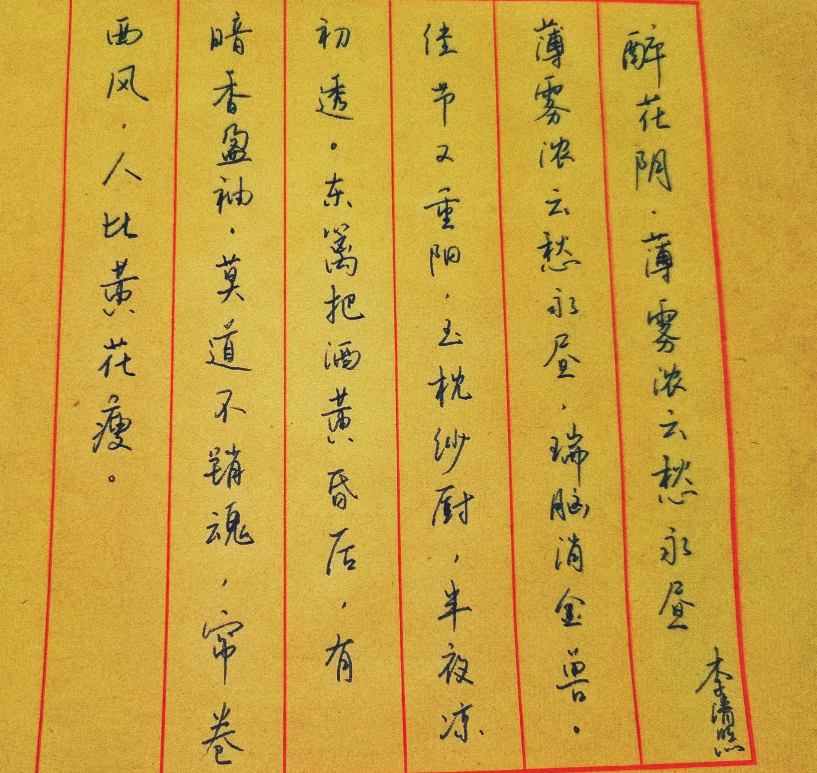 醉花阴·薄雾浓云愁永昼
李清照
薄雾浓云愁永昼，瑞脑消金兽。
佳节又重阳，玉枕纱厨，半夜凉
初透。东篱把酒黄昏后，有
暗香盈袖，莫道不销魂，帘卷
西风，人比黄花瘦。